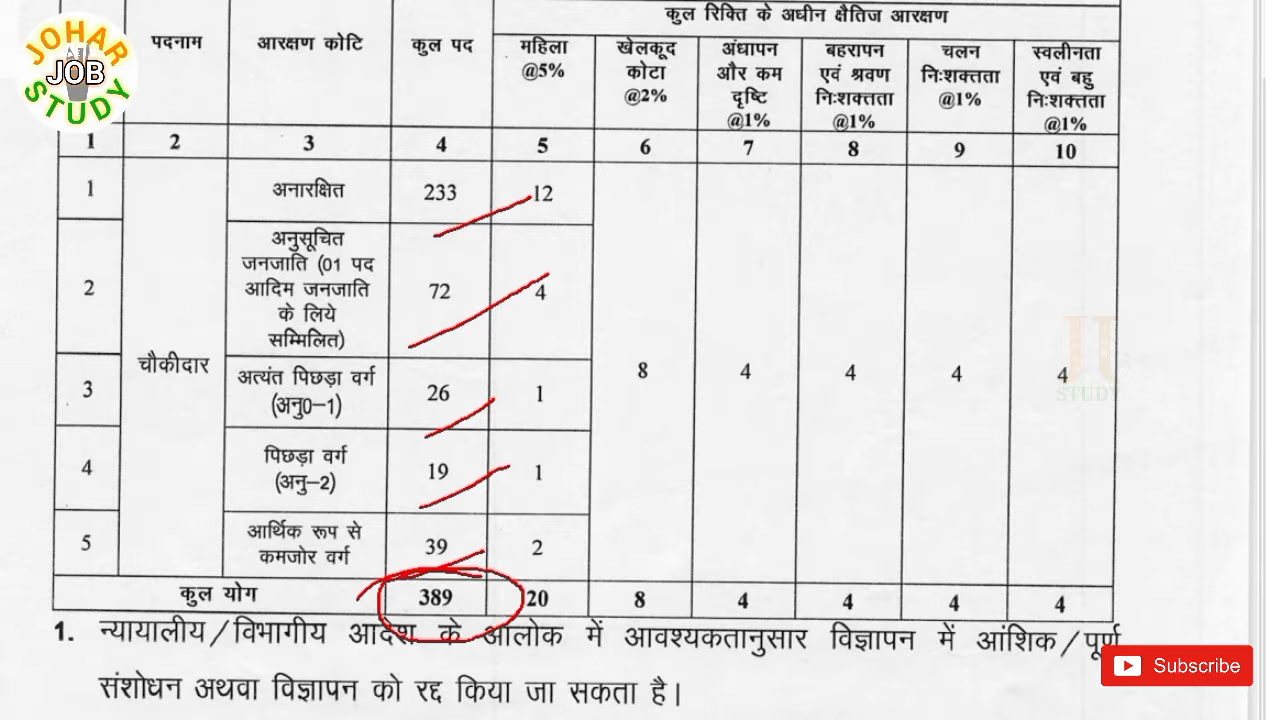 JOHAR
JOB
STUDY
कुल रिक्ति के अधीन क्षैतिज आरक्षण
पदनाम आरक्षण कोटि कुल पद महिला @5% खेलकूद कोटा @2% अंधापन और कम दृष्टि @1% बहरापन एवं श्रवण निःशक्तता @1% चलन निःशक्तता @1% स्वलीनता एवं बहु निःशक्तता @1%
1 2 3 4 5 6 7 8 9 10
1 चौकीदार अनारक्षित 233 12 8 4 4 4 4
2 अनुसूचित जनजाति (01 पद आदिम जनजाति के लिये सम्मिलित) 72 4
3 अत्यंत पिछड़ा वर्ग (अनु0–1) 26 1
4 पिछड़ा वर्ग (अनु–2) 19 1
5 आर्थिक रूप से कमजोर वर्ग 39 2
कुल योग 389 20 8 4 4 4 4
1. न्यायालीय/विभागीय आदेश के आलोक में आवश्यकतानुसार विज्ञापन में आंशिक/पूर्ण
संशोधन अथवा विज्ञापन को रद्द किया जा सकता है।
STUDY
Subscribe